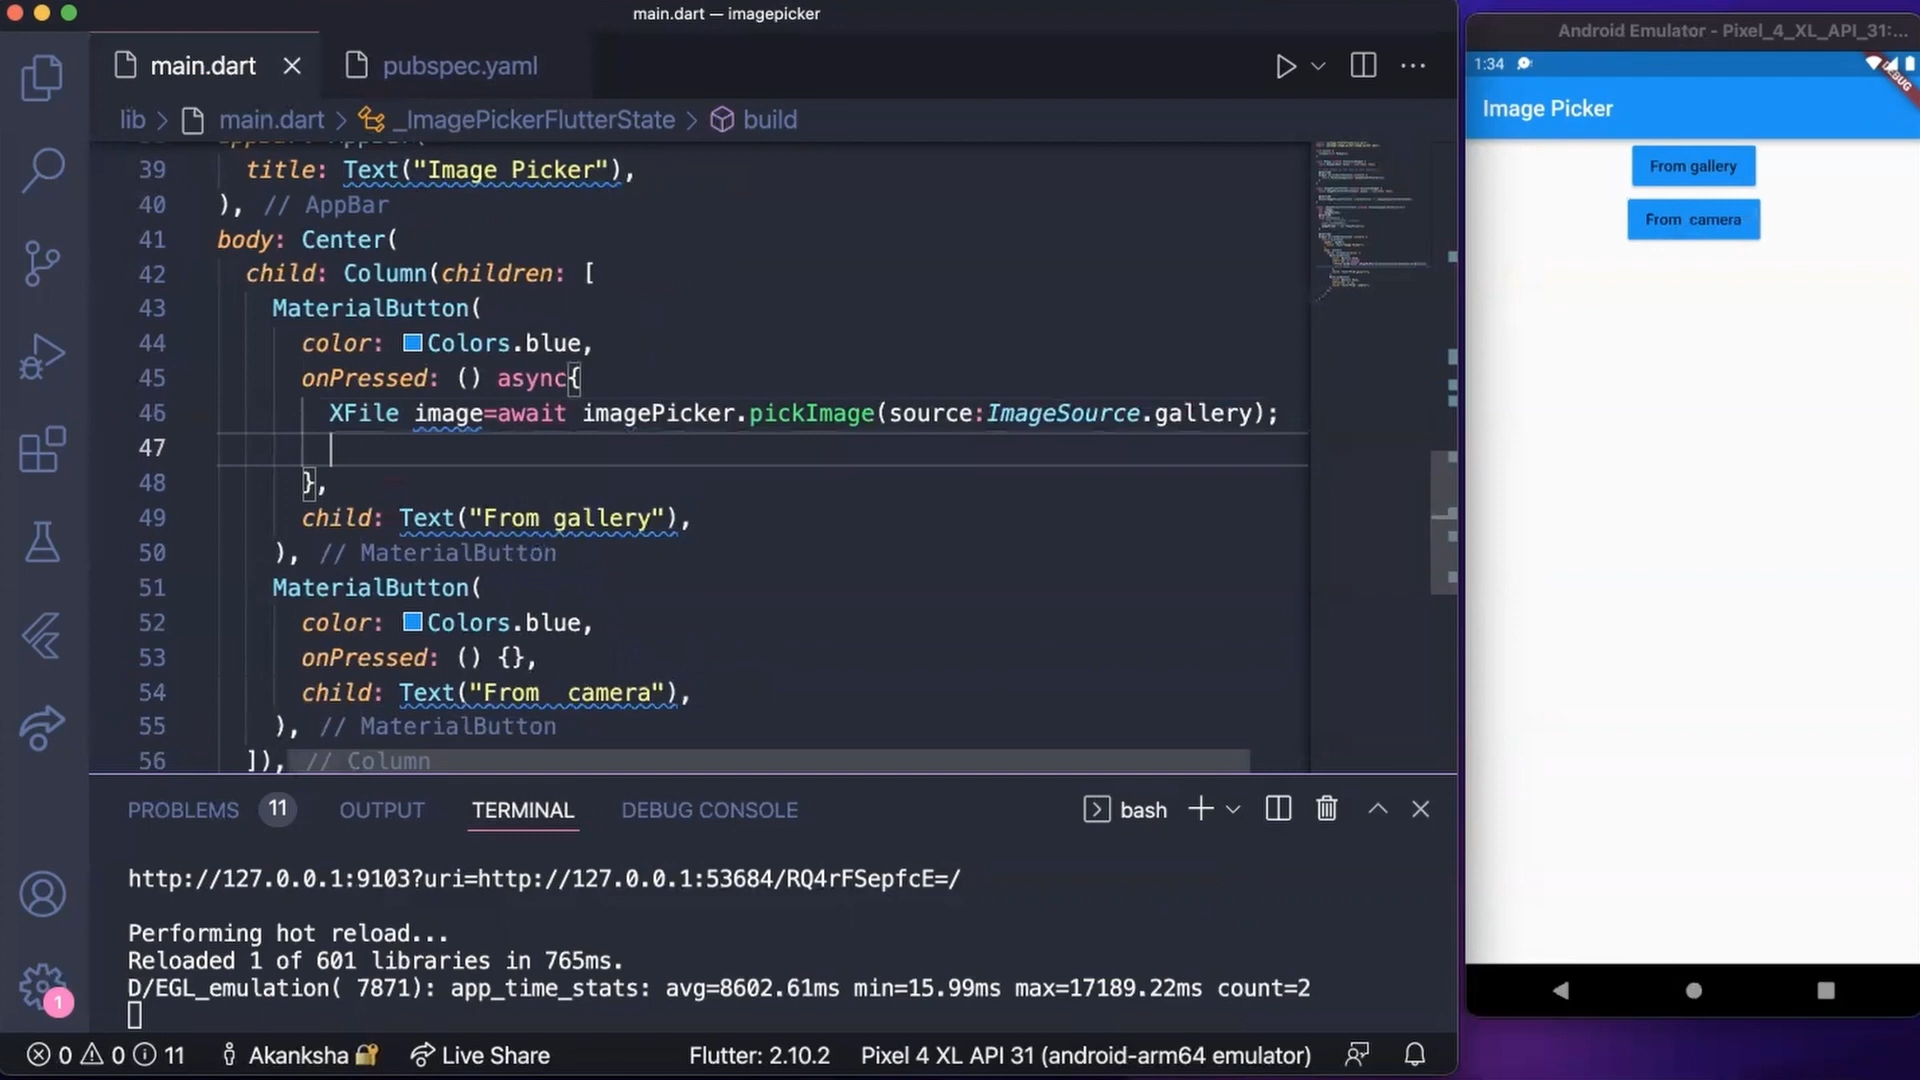 main.dart — imagepicker
main.dart
pubspec.yaml
lib > main.dart > _ImagePickerFlutterState > build
39 title: Text("Image Picker"),
40 ), // AppBar
41 body: Center(
42 child: Column(children: [
43 MaterialButton(
44 color: Colors.blue,
45 onPressed: () async{
46 XFile image=await imagePicker.pickImage(source:ImageSource.gallery);
47
48 },
49 child: Text("From gallery"),
50 ), // MaterialButton
51 MaterialButton(
52 color: Colors.blue,
53 onPressed: () {},
54 child: Text("From  camera"),
55 ), // MaterialButton
56 ]), // Column
PROBLEMS 11 OUTPUT TERMINAL DEBUG CONSOLE bash
http://127.0.0.1:9103?uri=http://127.0.0.1:53684/RQ4rFSepfcE=/
Performing hot reload...
Reloaded 1 of 601 libraries in 765ms.
D/EGL_emulation( 7871): app_time_stats: avg=8602.61ms min=15.99ms max=17189.22ms count=2
1
0 0 11 Akanksha Live Share Flutter: 2.10.2 Pixel 4 XL API 31 (android-arm64 emulator)
Android Emulator - Pixel_4_XL_API_31:...
1:34
DEBUG
Image Picker
From gallery
From  camera